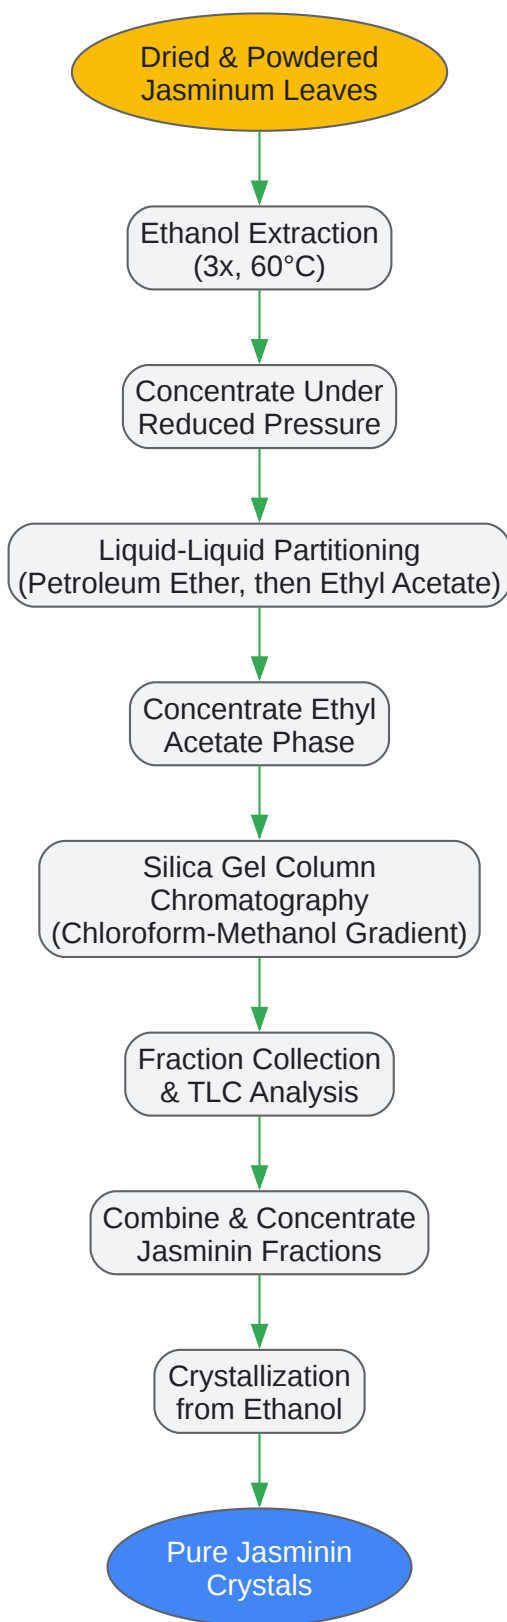 Dried & Powdered
Jasminum Leaves
Ethanol Extraction
(3x, 60°C)
Concentrate Under
Reduced Pressure
Liquid-Liquid Partitioning
(Petroleum Ether, then Ethyl Acetate)
Concentrate Ethyl
Acetate Phase
Silica Gel Column
Chromatography
(Chloroform-Methanol Gradient)
Fraction Collection
& TLC Analysis
Combine & Concentrate
Jasminin Fractions
Crystallization
from Ethanol
Pure Jasminin
Crystals